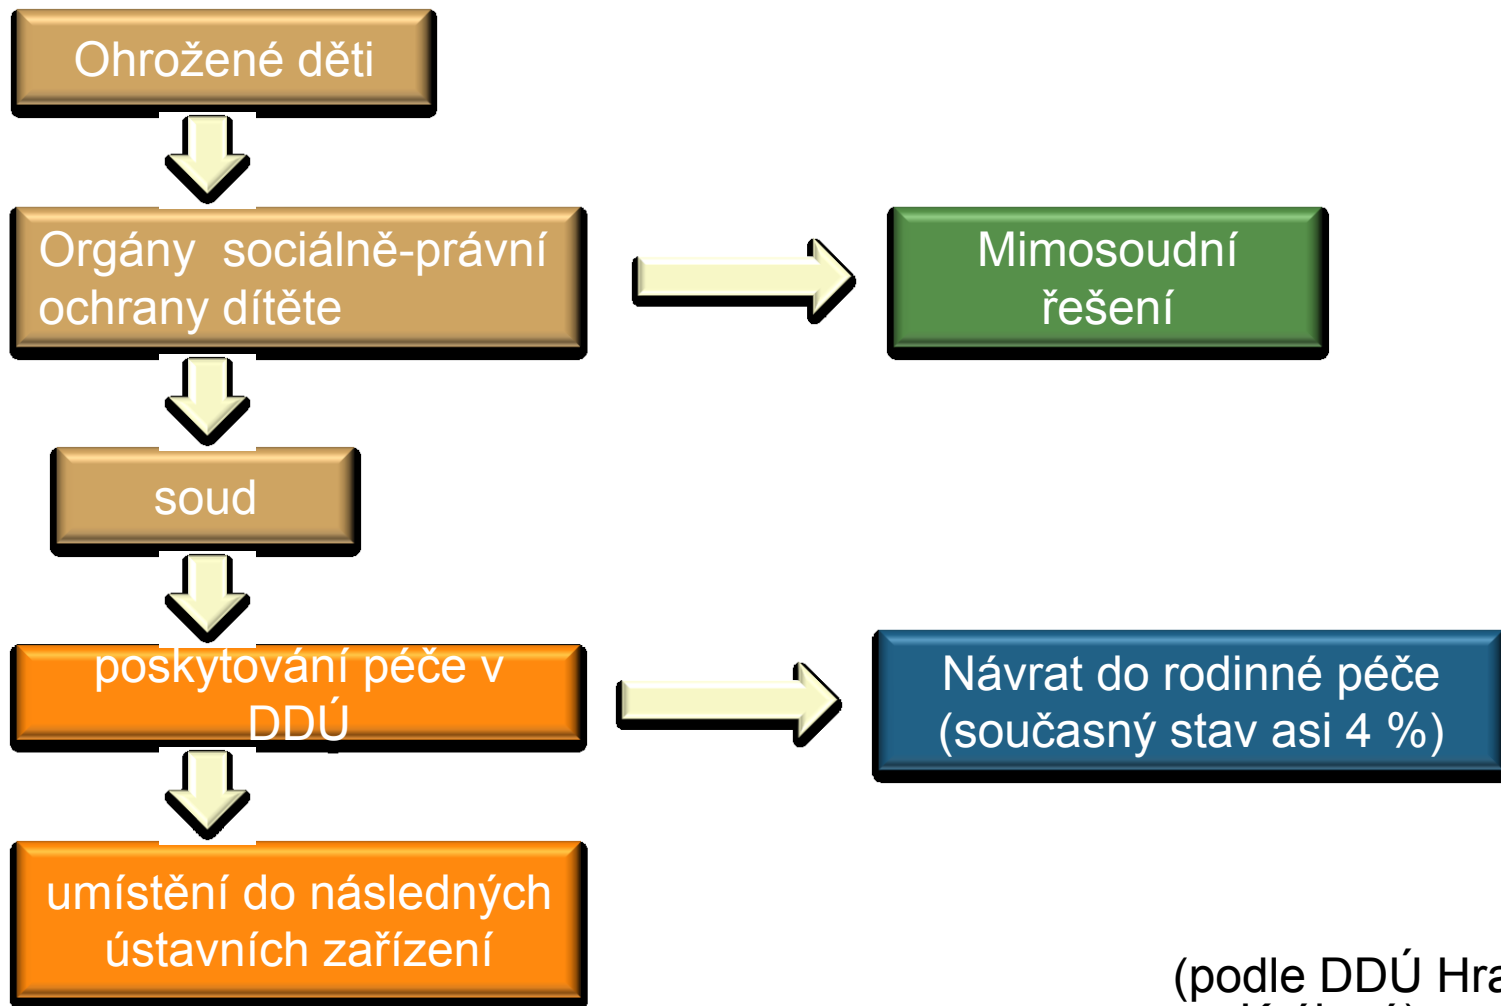 Ohrožené děti
Orgány sociálně-právní
ochrany dítěte
Mimosoudní
řešení
soud
poskytování péče v
DDÚ
Návrat do rodinné péče
(současný stav asi 4 %)
umístění do následných
ústavních zařízení
(podle DDÚ Hra